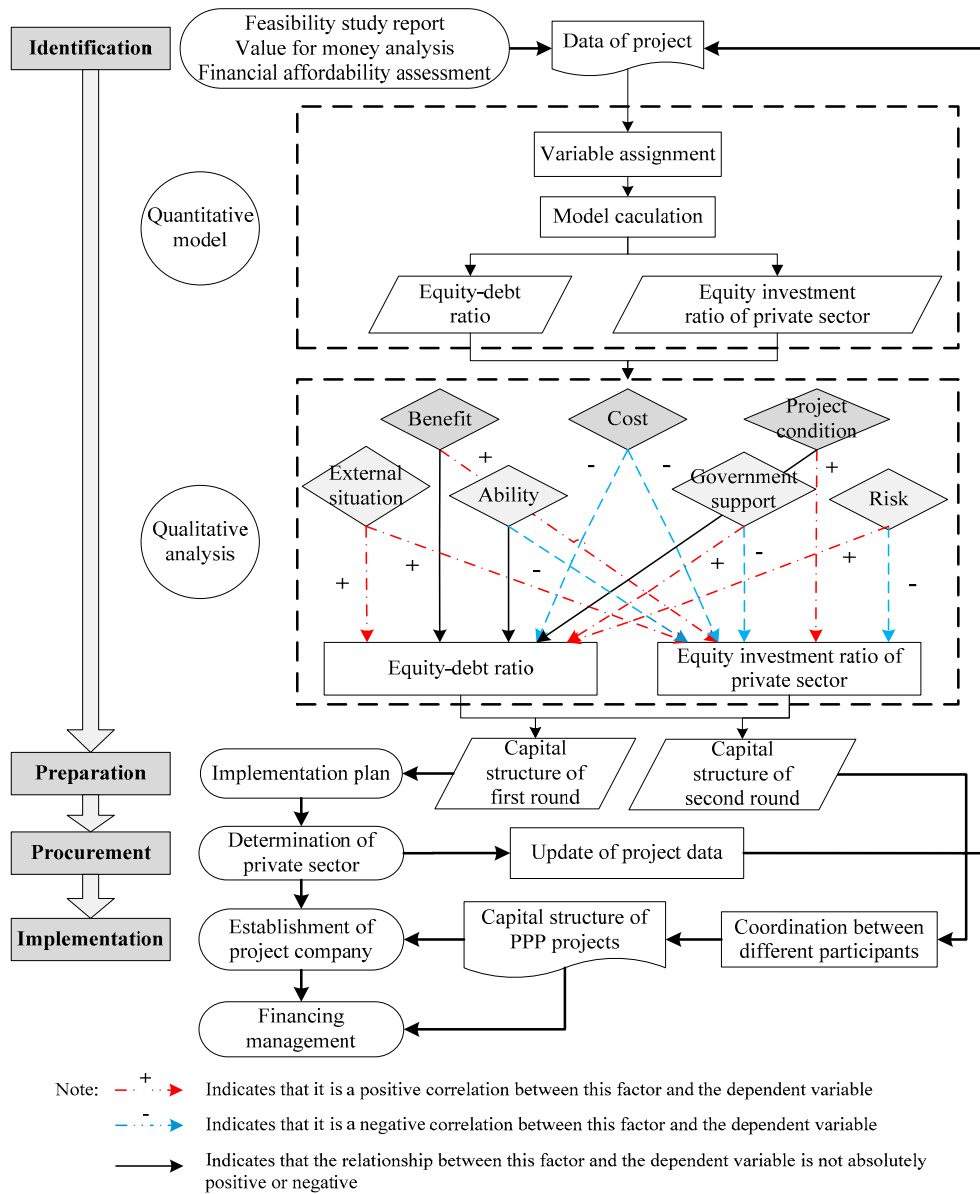 Identification
Feasibility study report
Value for money analysis
Financial affordability assessment
Data of project
Quantitative
model
Variable assignment
Model caculation
Equity-debt
ratio
Equity investment
ratio of private sector
Qualitative
analysis
Benefit
Cost
Project
condition
External
situation
Ability
Government
support
Risk
+
-
-
+
+
+
-
+
-
+
-
Equity-debt ratio
Equity investment ratio of
private sector
Capital
structure of
first round
Capital
structure of
second round
Preparation
Implementation plan
Procurement
Determination of
private sector
Update of project data
Implementation
Establishment of
project company
Capital structure of
PPP projects
Coordination between
different participants
Financing
management
Note:
+
Indicates that it is a positive correlation between this factor and the dependent variable
-
Indicates that it is a negative correlation between this factor and the dependent variable
Indicates that the relationship between this factor and the dependent variable is not absolutely
positive or negative